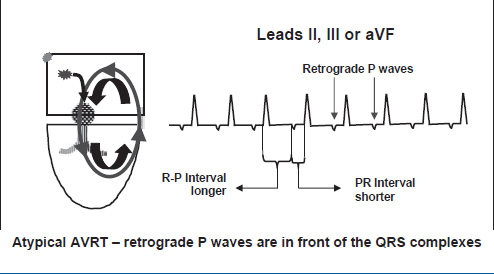 Leads II, III or aVF
Retrograde P waves
R-P Interval
longer
PR Interval
shorter
Atypical AVRT – retrograde P waves are in front of the QRS complexes